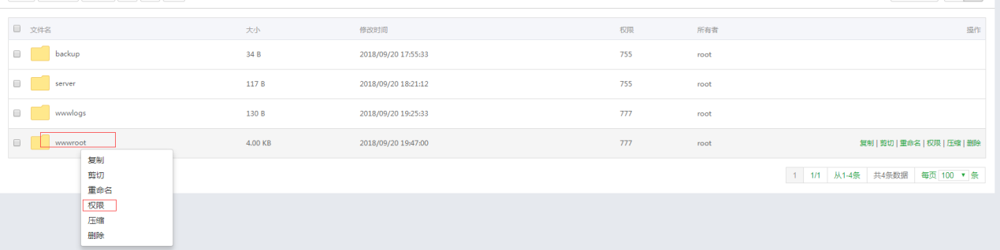 文件名 大小 修改时间 权限 所有者 操作
backup 34 B 2018/09/20 17:55:33 755 root
server 117 B 2018/09/20 18:21:12 755 root
wwwlogs 130 B 2018/09/20 19:25:33 777 root
wwwroot 4.00 KB 2018/09/20 19:47:00 777 root 复制 | 剪切 | 重命名 | 权限 | 压缩 | 删除
复制
剪切
重命名
权限
压缩
删除
1 1/1 从1-4条 共4条数据 每页 100 条